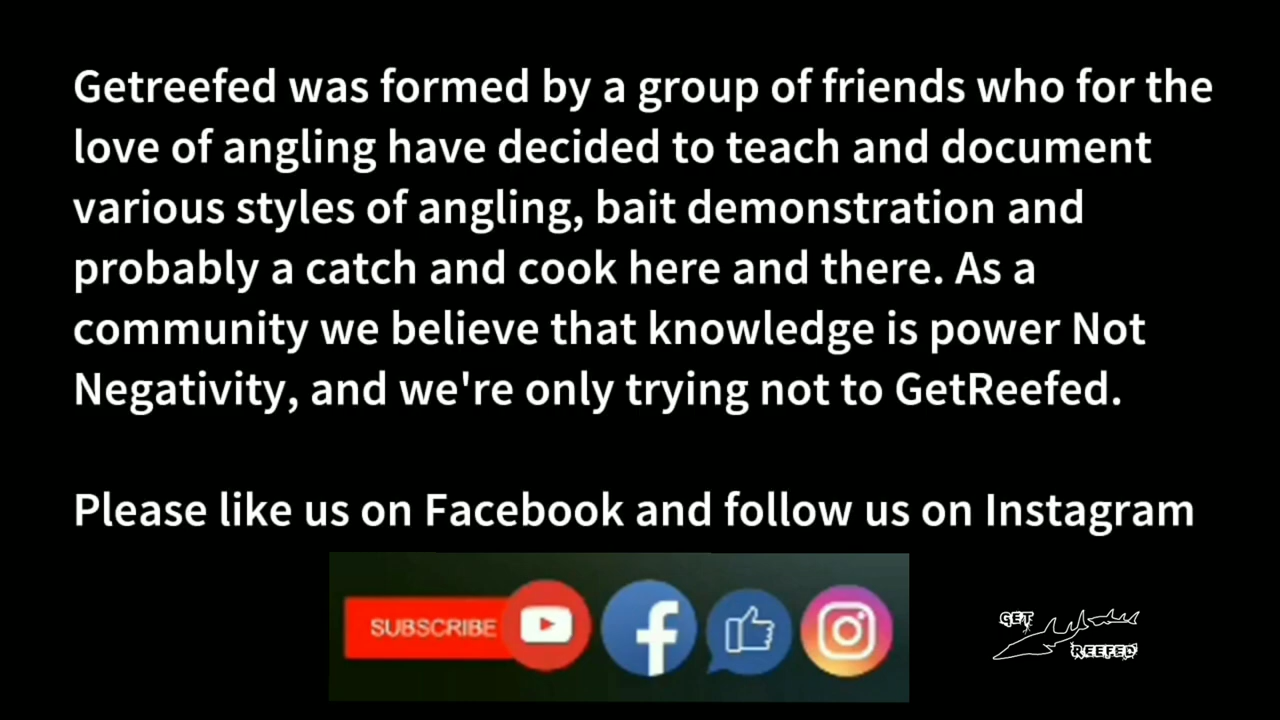 Getreefed was formed by a group of friends who for the
love of angling have decided to teach and document
various styles of angling, bait demonstration and
probably a catch and cook here and there. As a
community we believe that knowledge is power Not
Negativity, and we're only trying not to GetReefed.
Please like us on Facebook and follow us on Instagram
SUBSCRIBE
GET
REEFED